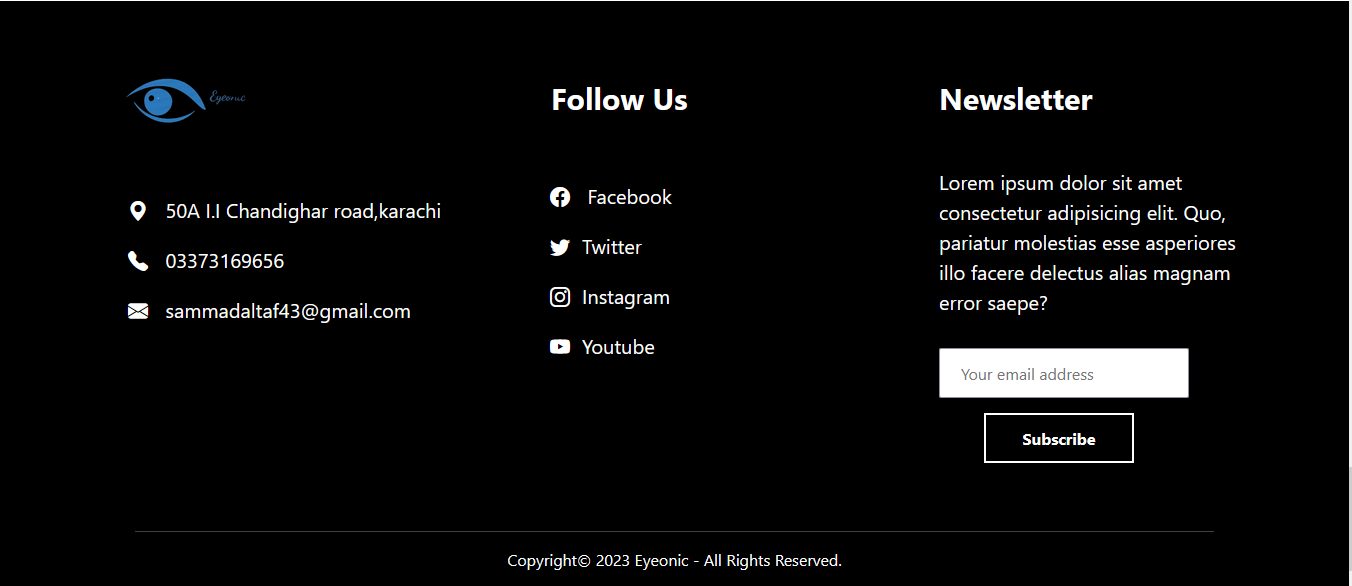 Eyeonic
50A I.I Chandighar road,karachi
03373169656
sammadaltaf43@gmail.com
Follow Us
Facebook
Twitter
Instagram
Youtube
Newsletter
Lorem ipsum dolor sit amet
consectetur adipisicing elit. Quo,
pariatur molestias esse asperiores
illo facere delectus alias magnam
error saepe?
Your email address
Subscribe
Copyright© 2023 Eyeonic - All Rights Reserved.